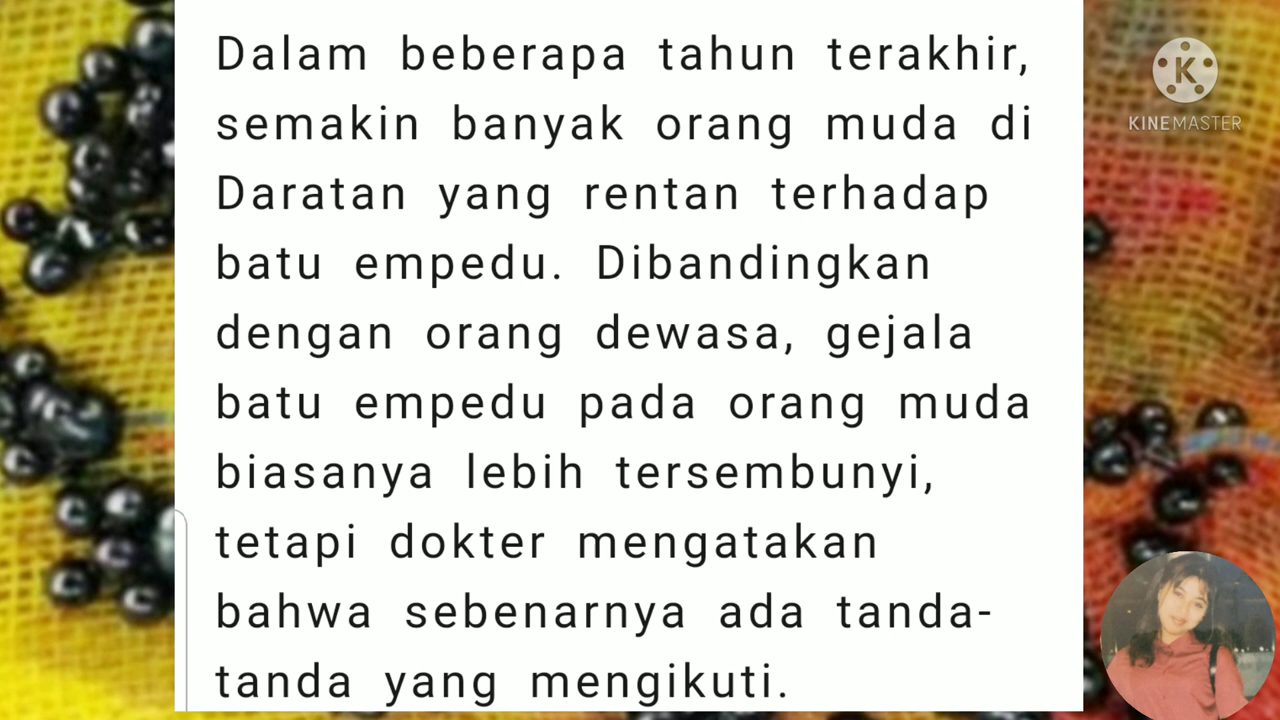 Dalam beberapa tahun terakhir,
semakin banyak orang muda di
Daratan yang rentan terhadap
batu empedu. Dibandingkan
dengan orang dewasa, gejala
batu empedu pada orang muda
biasanya lebih tersembunyi,
tetapi dokter mengatakan
bahwa sebenarnya ada tanda-
tanda yang mengikuti.
K
KINEMASTER